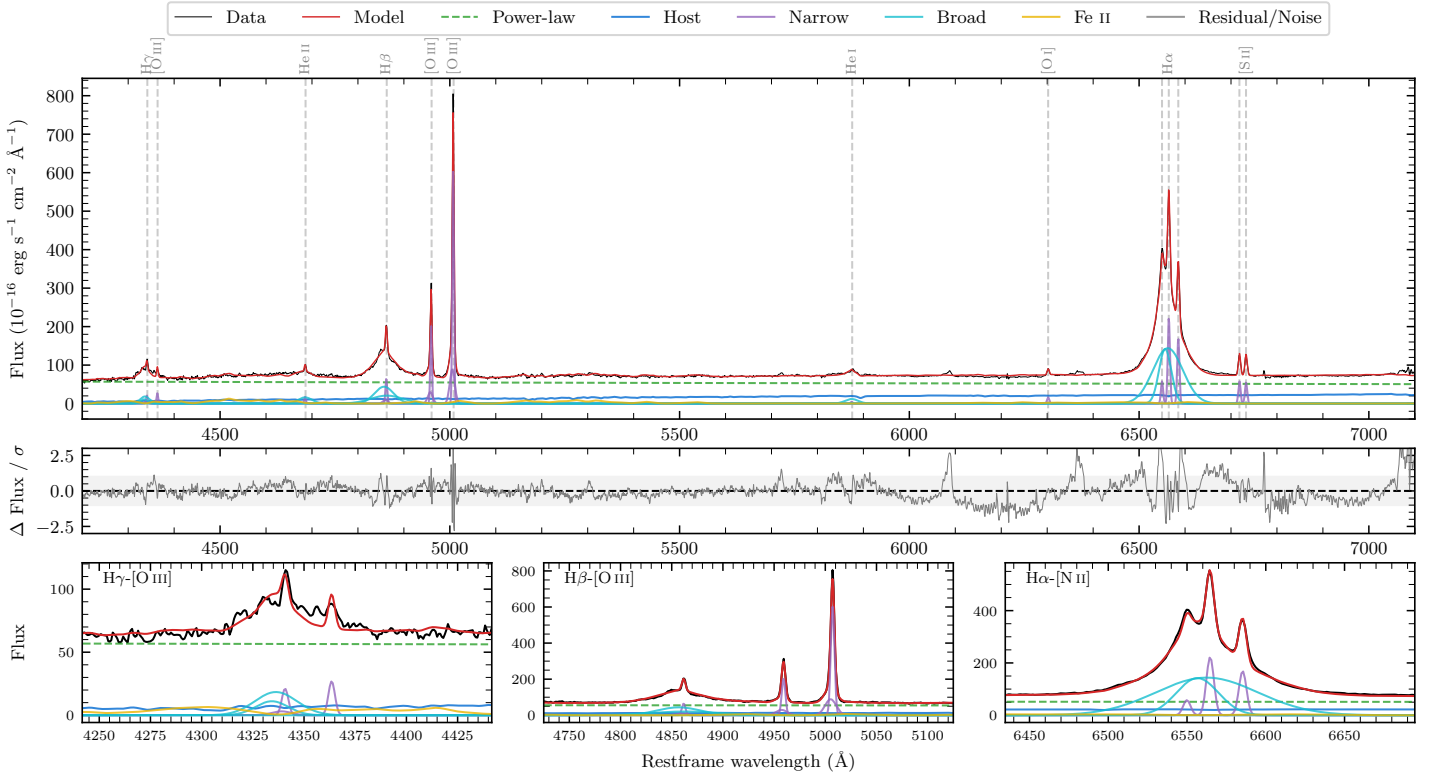 Data Model Power-law Host Narrow Broad Fe II Residual/Noise
Hγ [O III] He II Hβ [O III] [O III] He I [O I] Hα [S II]
Flux (10⁻¹⁶ erg s⁻¹ cm⁻² Å⁻¹)
800
700
600
500
400
300
200
100
0
4500 5000 5500 6000 6500 7000
Δ Flux / σ
2.5
0.0
−2.5
4500 5000 5500 6000 6500 7000
Flux
Hγ-[O III]
100
50
0
4250 4275 4300 4325 4350 4375 4400 4425
Hβ-[O III]
800
600
400
200
0
4750 4800 4850 4900 4950 5000 5050 5100
Hα-[N II]
400
200
0
6450 6500 6550 6600 6650
Restframe wavelength (Å)